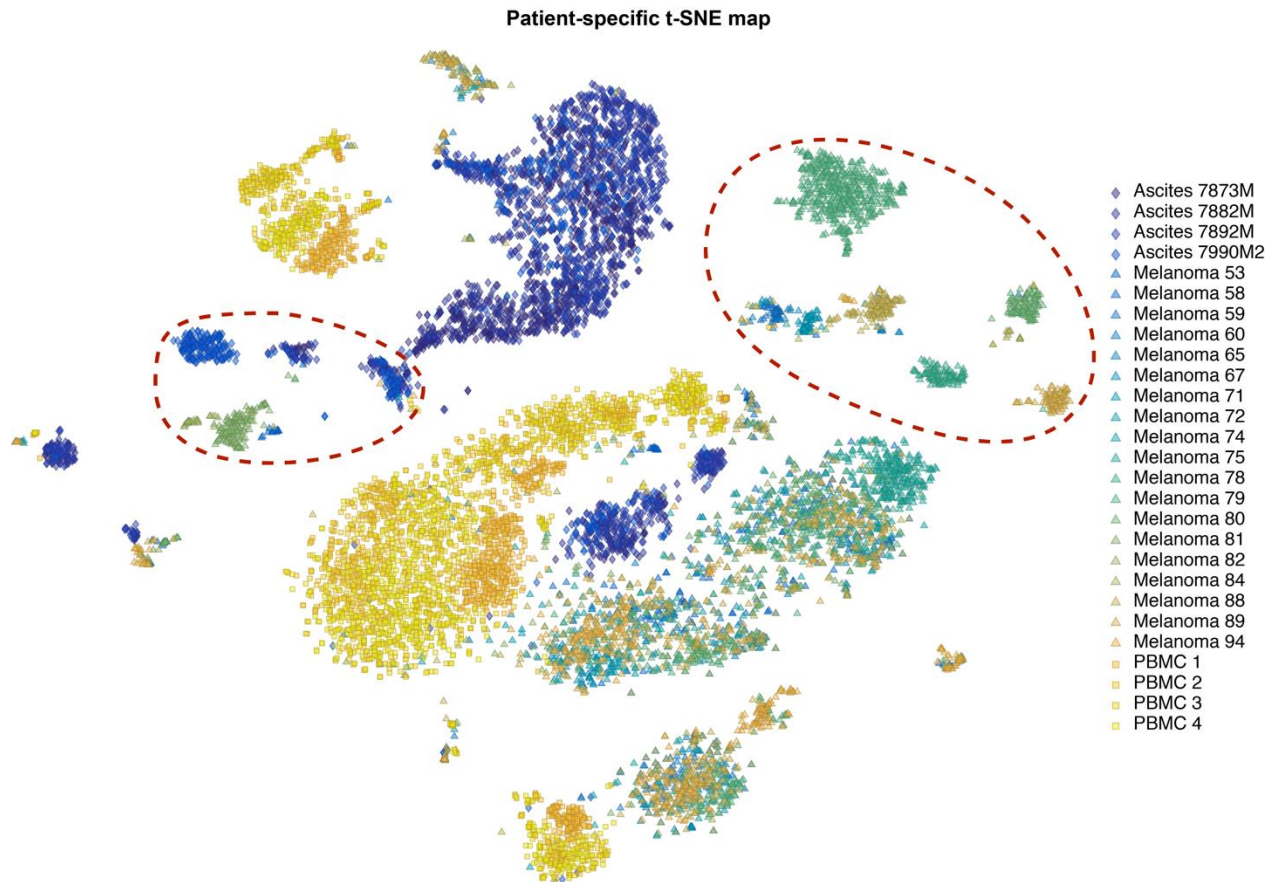 Patient-specific t-SNE map
Ascites 7873M
Ascites 7882M
Ascites 7892M
Ascites 7990M2
Melanoma 53
Melanoma 58
Melanoma 59
Melanoma 60
Melanoma 65
Melanoma 67
Melanoma 71
Melanoma 72
Melanoma 74
Melanoma 75
Melanoma 78
Melanoma 79
Melanoma 80
Melanoma 81
Melanoma 82
Melanoma 84
Melanoma 88
Melanoma 89
Melanoma 94
PBMC 1
PBMC 2
PBMC 3
PBMC 4